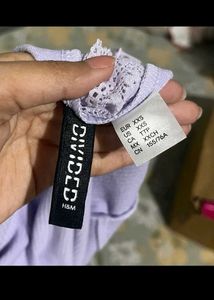 DIVIDED
H&M
EUR XXS
US XXS
CA TTP
MX XXCH
CN 155/76A